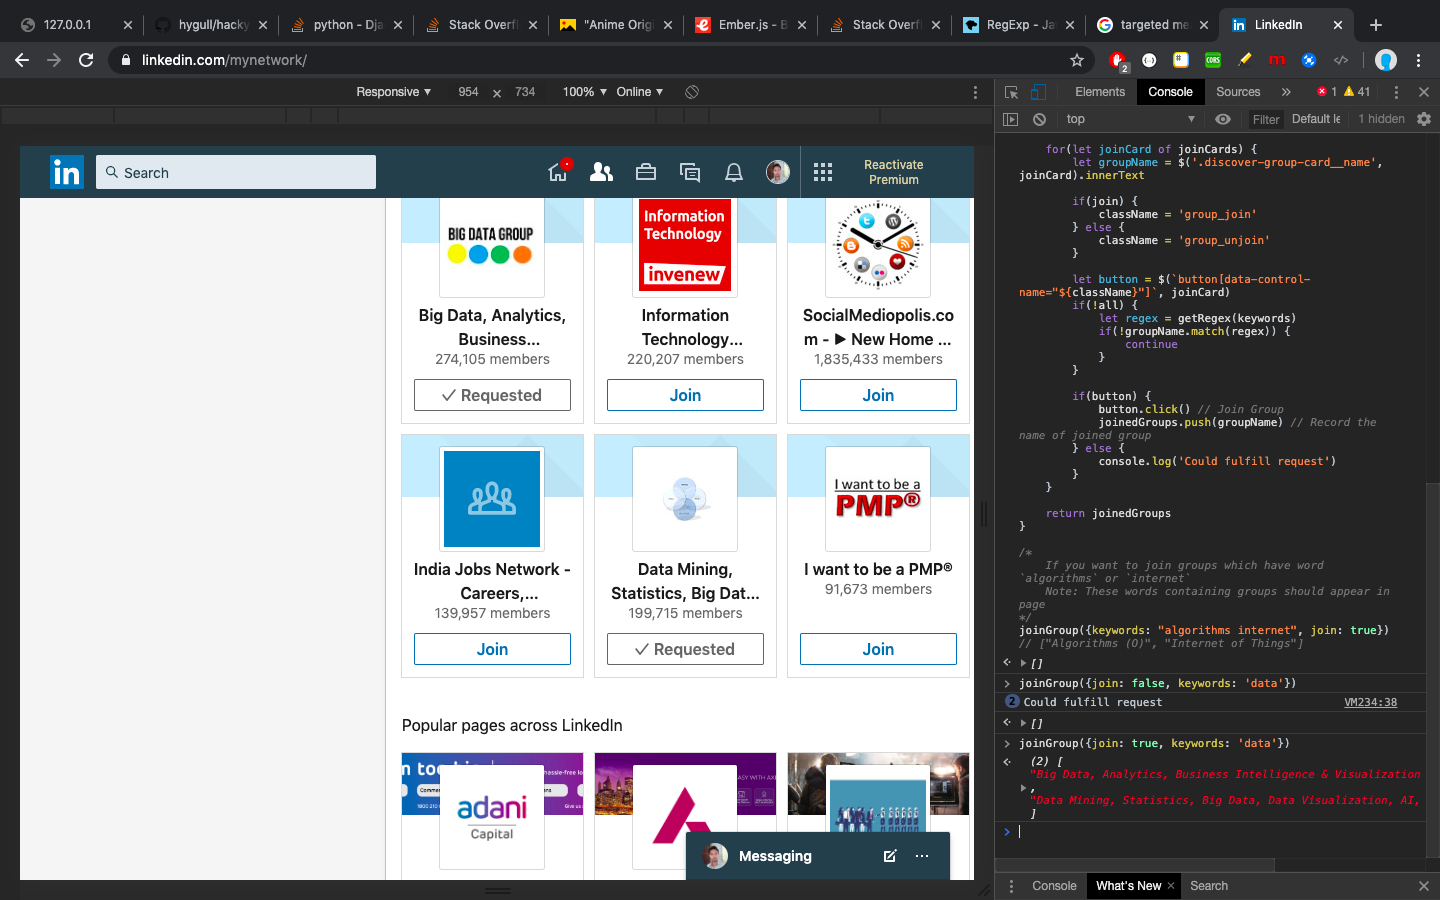 127.0.0.1
hygull/hacky
python - Dja
Stack Overfl
"Anime Origi
Ember.js - B
Stack Overfl
RegExp - Ja
targeted me
LinkedIn
linkedin.com/mynetwork/
2
CORS
m
Responsive ▾ 954 × 734 100% ▾ Online ▾
Elements Console Sources » 1 41
top Filter Default le 1 hidden
in Search
Reactivate
Premium
BIG DATA GROUP
Big Data, Analytics,
Business...
274,105 members
Requested
Information
Technology
invenew
Information
Technology...
220,207 members
Join
SocialMediopolis.co
m - ▶ New Home ...
1,835,433 members
Join
India Jobs Network -
Careers,...
139,957 members
Join
Data Mining,
Statistics, Big Dat...
199,715 members
Requested
I want to be a
PMP®
I want to be a PMP®
91,673 members
Join
Popular pages across LinkedIn
adani
Capital
Messaging
for(let joinCard of joinCards) {
let groupName = $('.discover-group-card__name',
joinCard).innerText
if(join) {
className = 'group_join'
} else {
className = 'group_unjoin'
}
let button = $(`button[data-control-
name="${className}"]`, joinCard)
if(!all) {
let regex = getRegex(keywords)
if(!groupName.match(regex)) {
continue
}
}
if(button) {
button.click() // Join Group
joinedGroups.push(groupName) // Record the
name of joined group
} else {
console.log('Could fulfill request')
}
}
return joinedGroups
}
/*
If you want to join groups which have word
`algorithms` or `internet`
Note: These words containing groups should appear in
page
*/
joinGroup({keywords: "algorithms internet", join: true})
// ["Algorithms (O)", "Internet of Things"]
[]
joinGroup({join: false, keywords: 'data'})
2 Could fulfill request VM234:38
[]
joinGroup({join: true, keywords: 'data'})
(2) [
"Big Data, Analytics, Business Intelligence & Visualization
,
"Data Mining, Statistics, Big Data, Data Visualization, AI,
]
Console What's New × Search